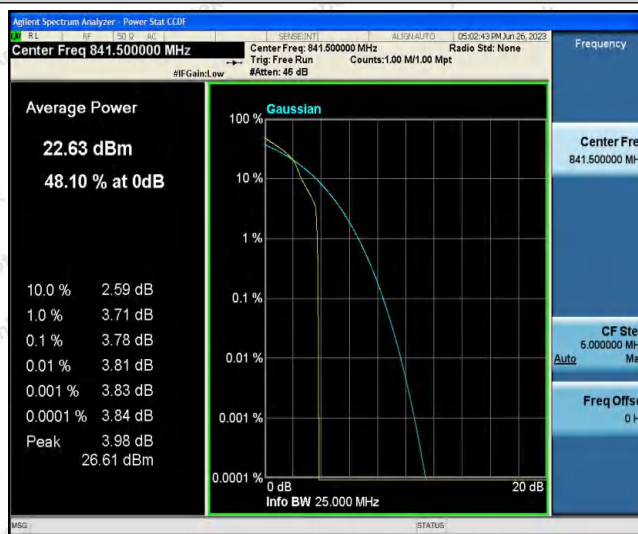 Agilent Spectrum Analyzer - Power Stat CCDF
RL RF 50 Ω AC SENSE:INT ALIGN AUTO 05:02:43 PM Jun 26, 2023
Center Freq 841.500000 MHz
Center Freq: 841.500000 MHz Radio Std: None
Trig: Free Run Counts:1.00 M/1.00 Mpt
#IFGain:Low #Atten: 46 dB
Frequency
Average Power
22.63 dBm
48.10 % at 0dB
10.0 % 2.59 dB
1.0 % 3.71 dB
0.1 % 3.78 dB
0.01 % 3.81 dB
0.001 % 3.83 dB
0.0001 % 3.84 dB
Peak 3.98 dB
26.61 dBm
Gaussian
100 %
10 %
1 %
0.1 %
0.01 %
0.001 %
0.0001 %
0 dB 20 dB
Info BW 25.000 MHz
Center Fre
841.500000 MH
CF Ste
5.000000 MH
Auto Ma
Freq Offse
0 H
MSG STATUS